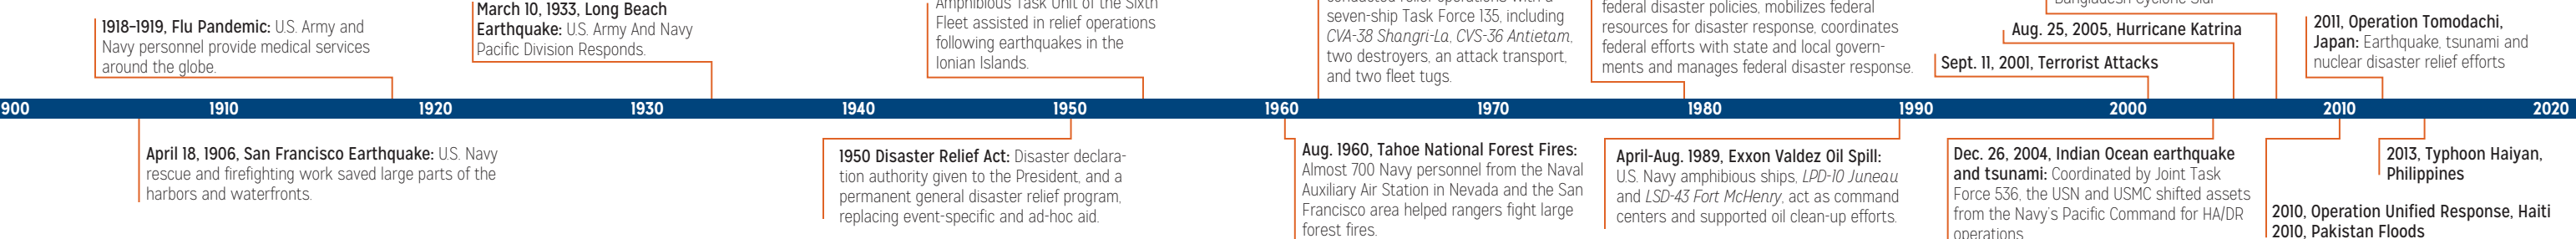 1918–1919, Flu Pandemic: U.S. Army and
Navy personnel provide medical services
around the globe.
March 10, 1933, Long Beach
Earthquake: U.S. Army And Navy
Pacific Division Responds.
Amphibious Task Unit of the Sixth
Fleet assisted in relief operations
following earthquakes in the
Ionian Islands.
conducted relief operations with a
seven-ship Task Force 135, including
CVA-38 Shangri-La, CVS-36 Antietam,
two destroyers, an attack transport,
and two fleet tugs.
federal disaster policies, mobilizes federal
resources for disaster response, coordinates
federal efforts with state and local govern-
ments and manages federal disaster response.
Sept. 11, 2001, Terrorist Attacks
Bangladesh Cyclone Sidr
Aug. 25, 2005, Hurricane Katrina
2011, Operation Tomodachi,
Japan: Earthquake, tsunami and
nuclear disaster relief efforts
900 1910 1920 1930 1940 1950 1960 1970 1980 1990 2000 2010 2020
April 18, 1906, San Francisco Earthquake: U.S. Navy
rescue and firefighting work saved large parts of the
harbors and waterfronts.
1950 Disaster Relief Act: Disaster declara-
tion authority given to the President, and a
permanent general disaster relief program,
replacing event-specific and ad-hoc aid.
Aug. 1960, Tahoe National Forest Fires:
Almost 700 Navy personnel from the Naval
Auxiliary Air Station in Nevada and the San
Francisco area helped rangers fight large
forest fires.
April-Aug. 1989, Exxon Valdez Oil Spill:
U.S. Navy amphibious ships, LPD-10 Juneau
and LSD-43 Fort McHenry, act as command
centers and supported oil clean-up efforts.
Dec. 26, 2004, Indian Ocean earthquake
and tsunami: Coordinated by Joint Task
Force 536, the USN and USMC shifted assets
from the Navy's Pacific Command for HA/DR
operations
2010, Operation Unified Response, Haiti
2010, Pakistan Floods
2013, Typhoon Haiyan,
Philippines